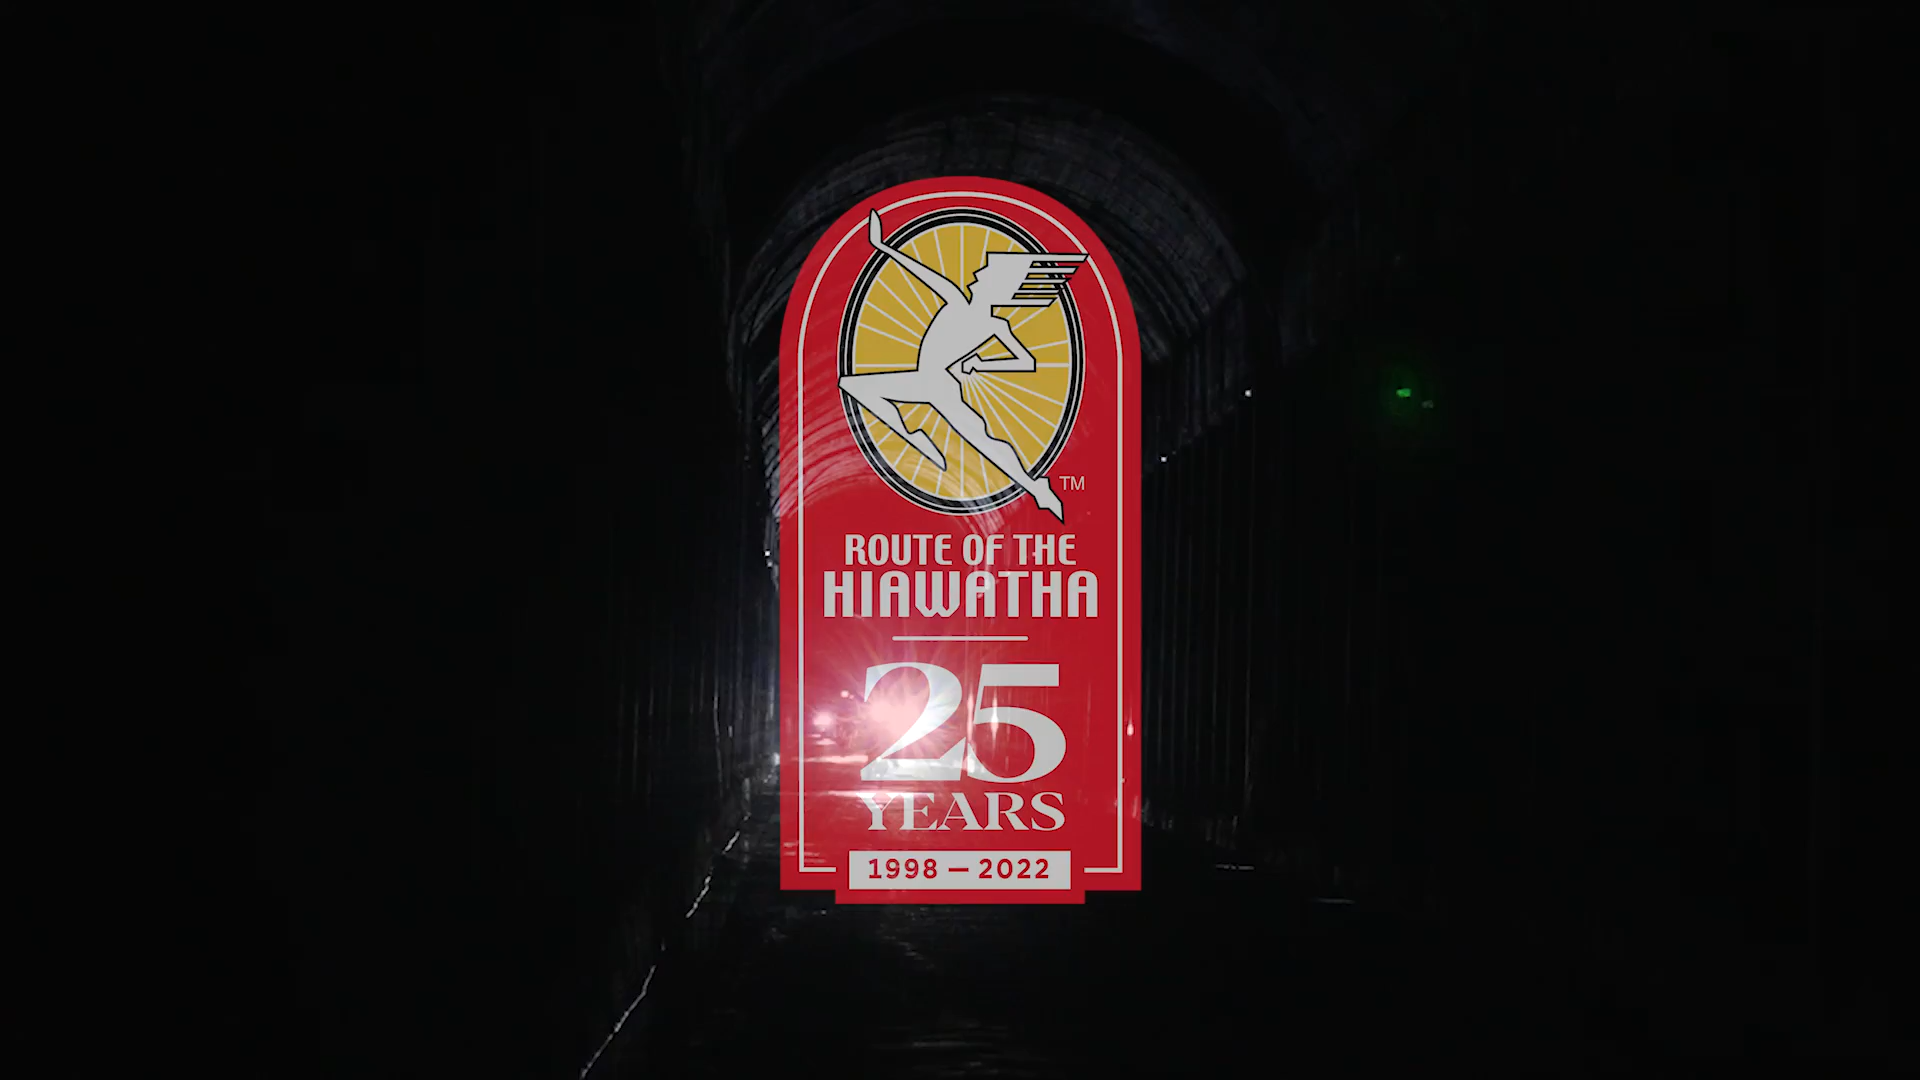 TM
ROUTE OF THE
HIAWATHA
25
YEARS
1998 — 2022